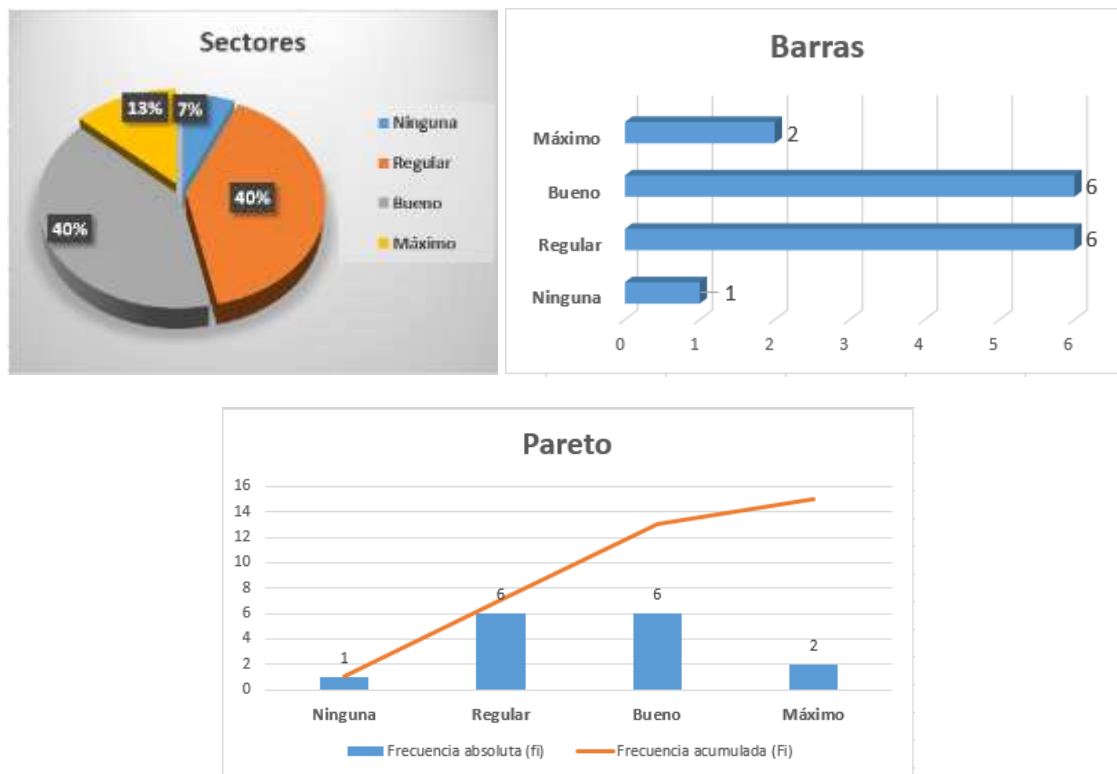 Sectores
13%
7%
40%
40%
Ninguna
Regular
Bueno
Máximo
Barras
Máximo
2
Bueno
6
Regular
6
Ninguna
1
0 1 2 3 4 5 6
Pareto
16
14
12
10
8
6
4
2
0
1
6
6
2
Ninguna Regular Bueno Máximo
Frecuencia absoluta (fi) Frecuencia acumulada (Fi)